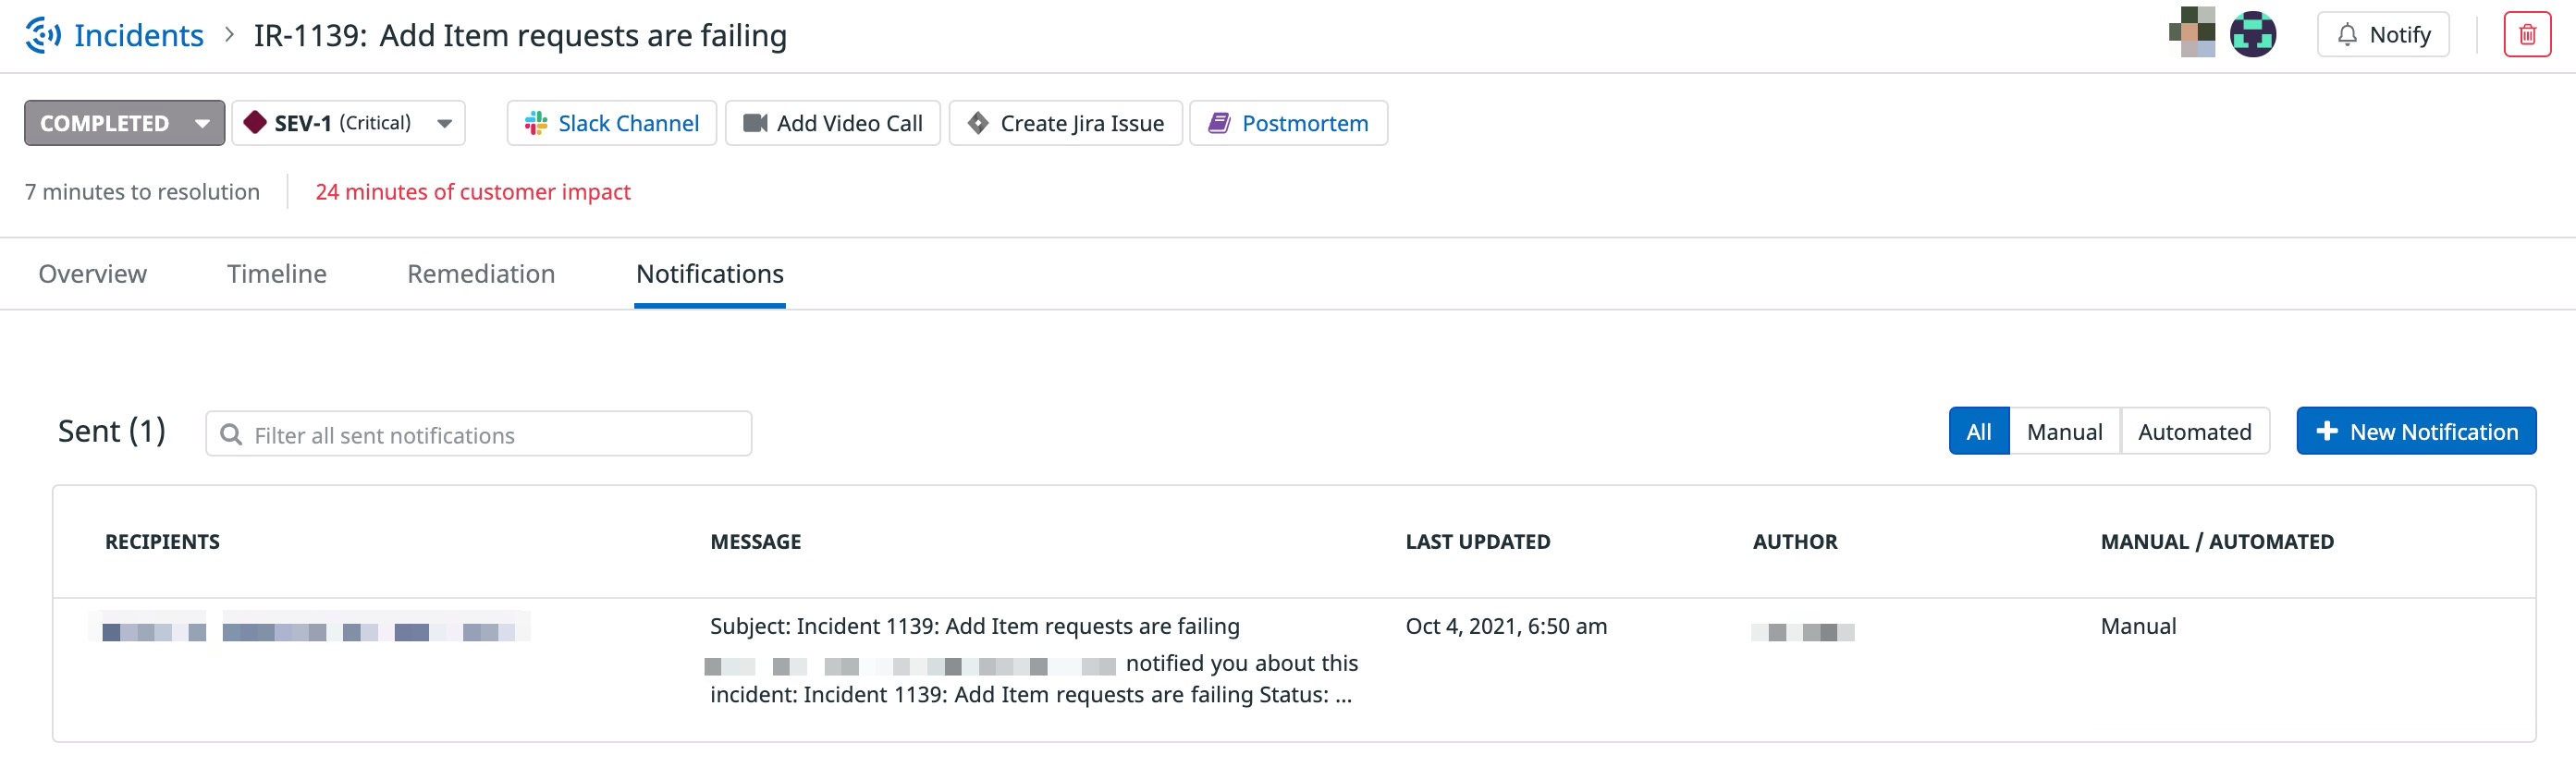 Incidents > IR-1139: Add Item requests are failing
Notify
COMPLETED
SEV-1 (Critical)
Slack Channel
Add Video Call
Create Jira Issue
Postmortem
7 minutes to resolution
24 minutes of customer impact
Overview
Timeline
Remediation
Notifications
Sent (1)
Filter all sent notifications
All
Manual
Automated
New Notification
RECIPIENTS
MESSAGE
LAST UPDATED
AUTHOR
MANUAL / AUTOMATED
Subject: Incident 1139: Add Item requests are failing
notified you about this
incident: Incident 1139: Add Item requests are failing Status: ...
Oct 4, 2021, 6:50 am
Manual